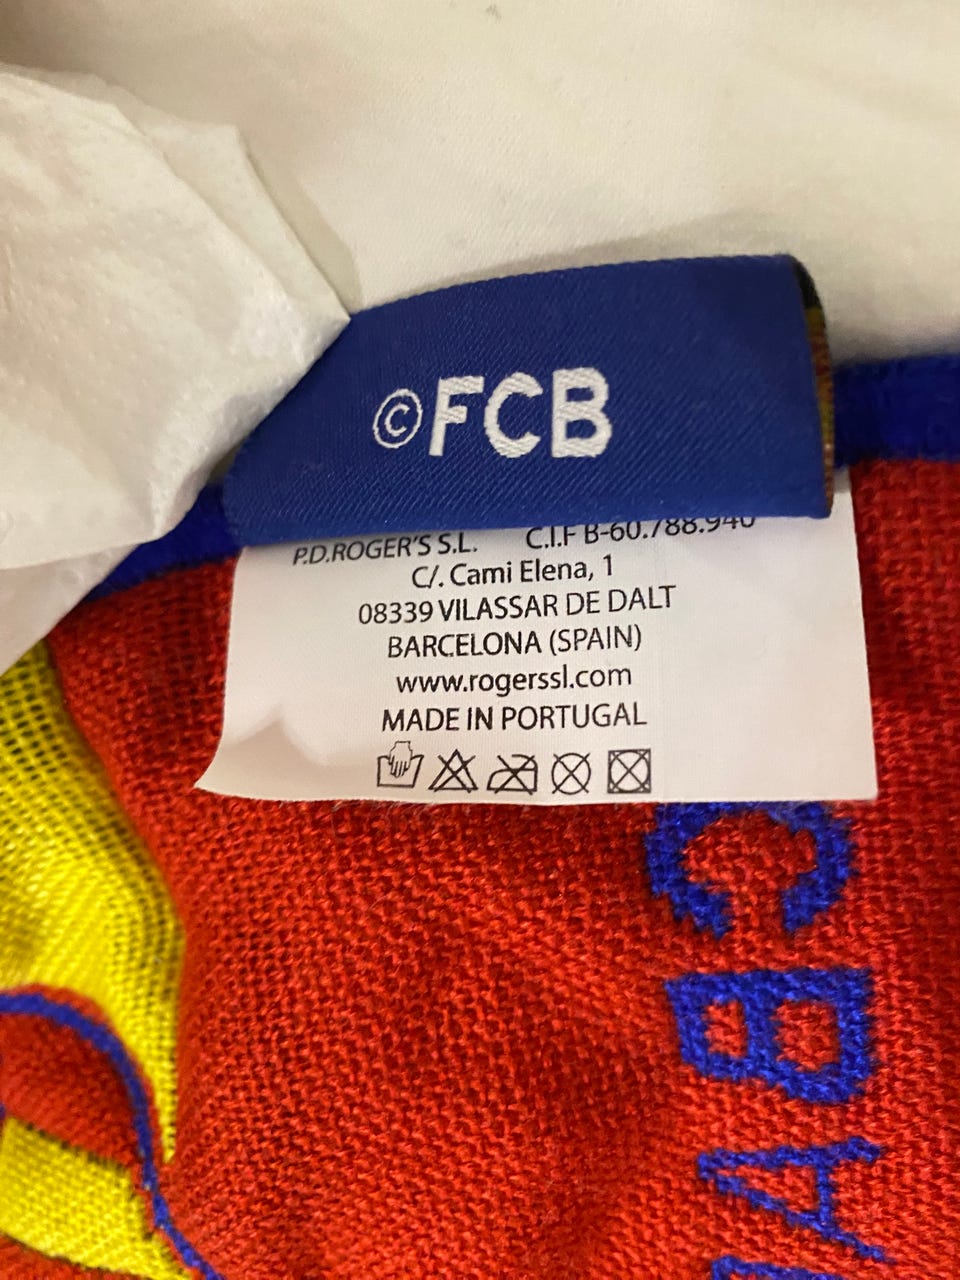 ©FCB
P.D.ROGER'S S.L. C.I.F B-60.788.940
C/. Cami Elena, 1
08339 VILASSAR DE DALT
BARCELONA (SPAIN)
www.rogerssl.com
MADE IN PORTUGAL
CBA